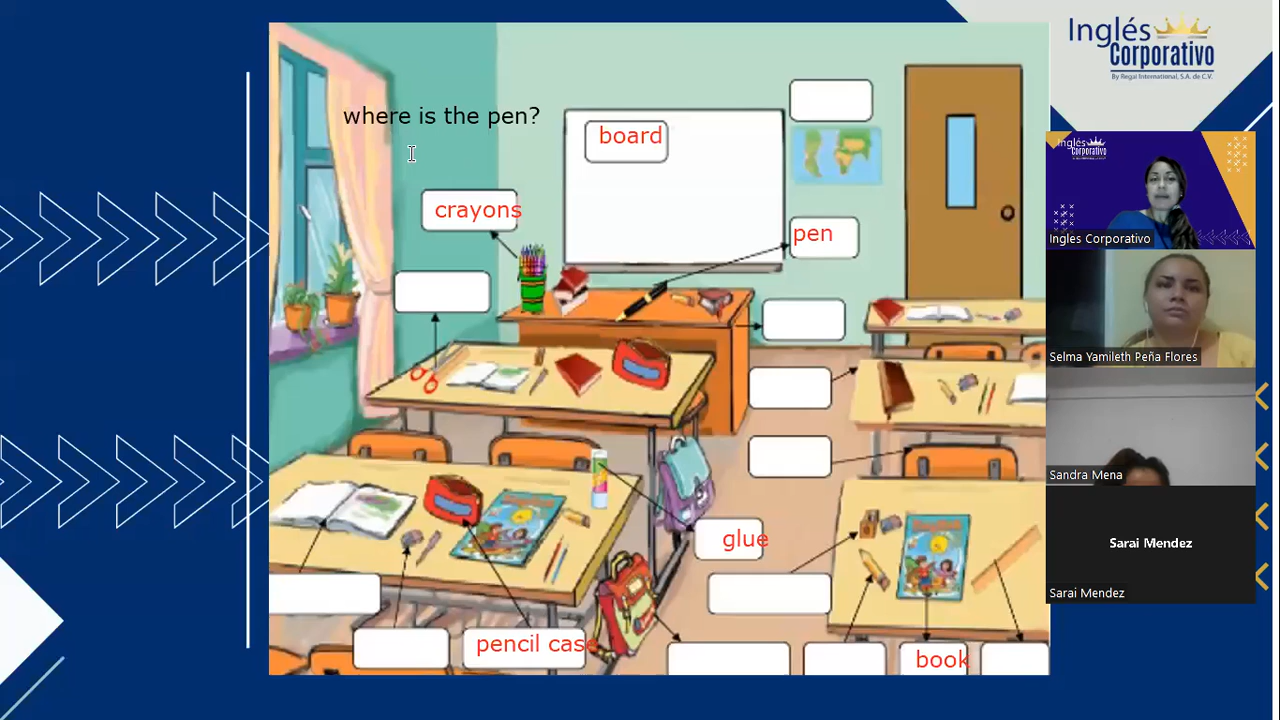 Inglés
Corporativo
By Regal International, S.A. de C.V.
where is the pen?
board
crayons
pen
glue
pencil case
book
Inglés
Corporativo
Ingles Corporativo
Selma Yamileth Peña Flores
Sandra Mena
Sarai Mendez
Sarai Mendez